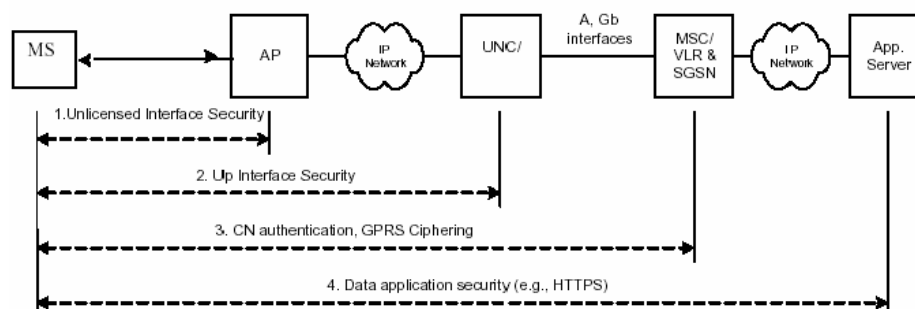 MS
AP
IP
Network
UNC/
A, Gb
interfaces
MSC/
VLR &
SGSN
IP
Network
App.
Server
1.Unlicensed Interface Security
2. Up Interface Security
3. CN authentication, GPRS Ciphering
4. Data application security (e.g., HTTPS)